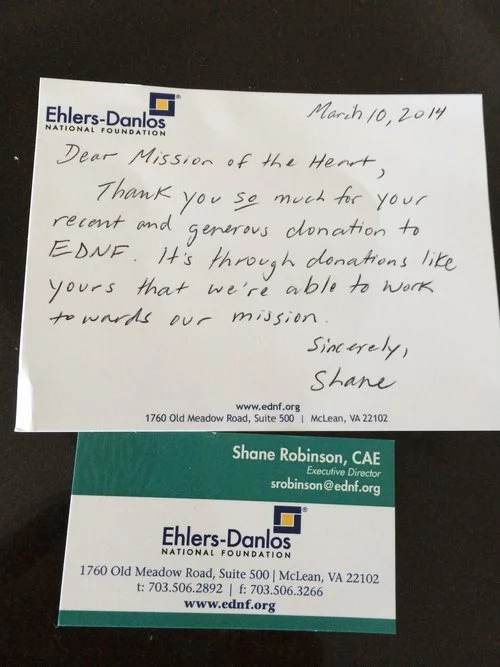 Ehlers-Danlos®
NATIONAL FOUNDATION
March 10, 2014
Dear Mission of the Heart,
Thank you so much for your
recent and generous donation to
EDNF. It's through donations like
yours that we're able to work
towards our mission.
Sincerely,
Shane
www.ednf.org
1760 Old Meadow Road, Suite 500 | McLean, VA 22102
Shane Robinson, CAE
Executive Director
srobinson@ednf.org
Ehlers-Danlos®
NATIONAL FOUNDATION
1760 Old Meadow Road, Suite 500 | McLean, VA 22102
t: 703.506.2892 | f: 703.506.3266
www.ednf.org